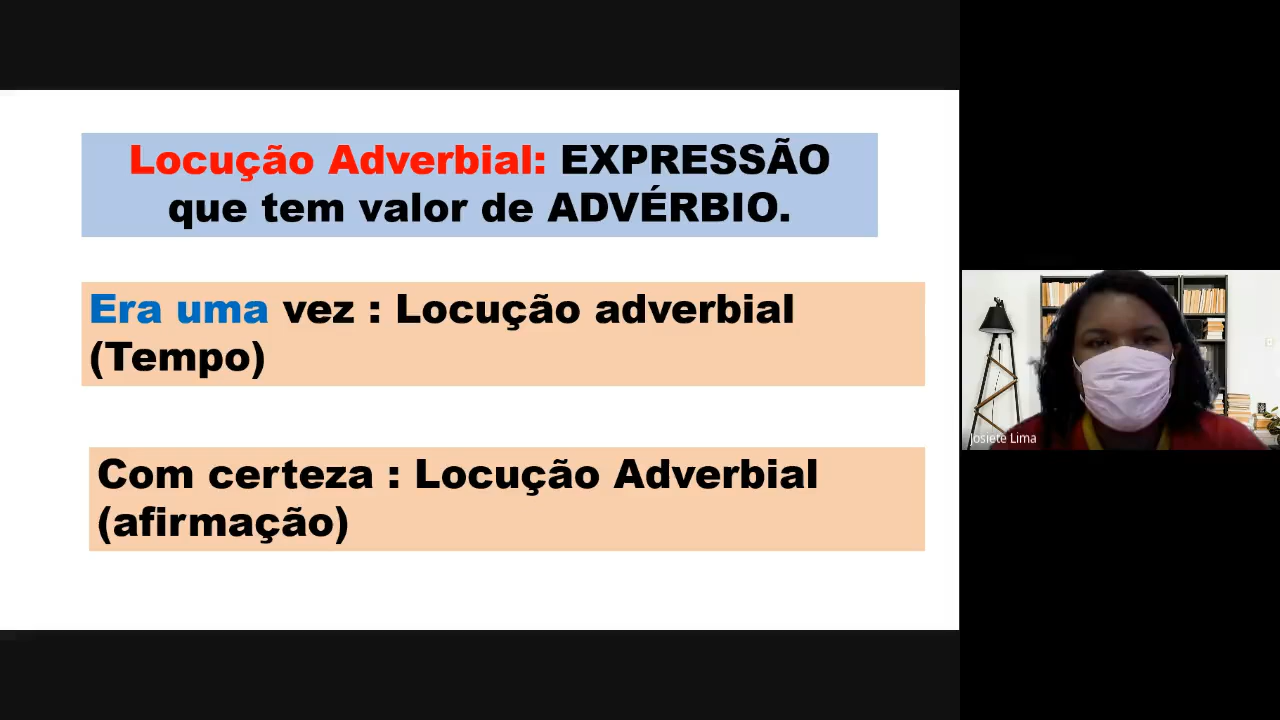 Locução Adverbial: EXPRESSÃO
que tem valor de ADVÉRBIO.
Era uma vez : Locução adverbial
(Tempo)
Com certeza : Locução Adverbial
(afirmação)
Josiete Lima